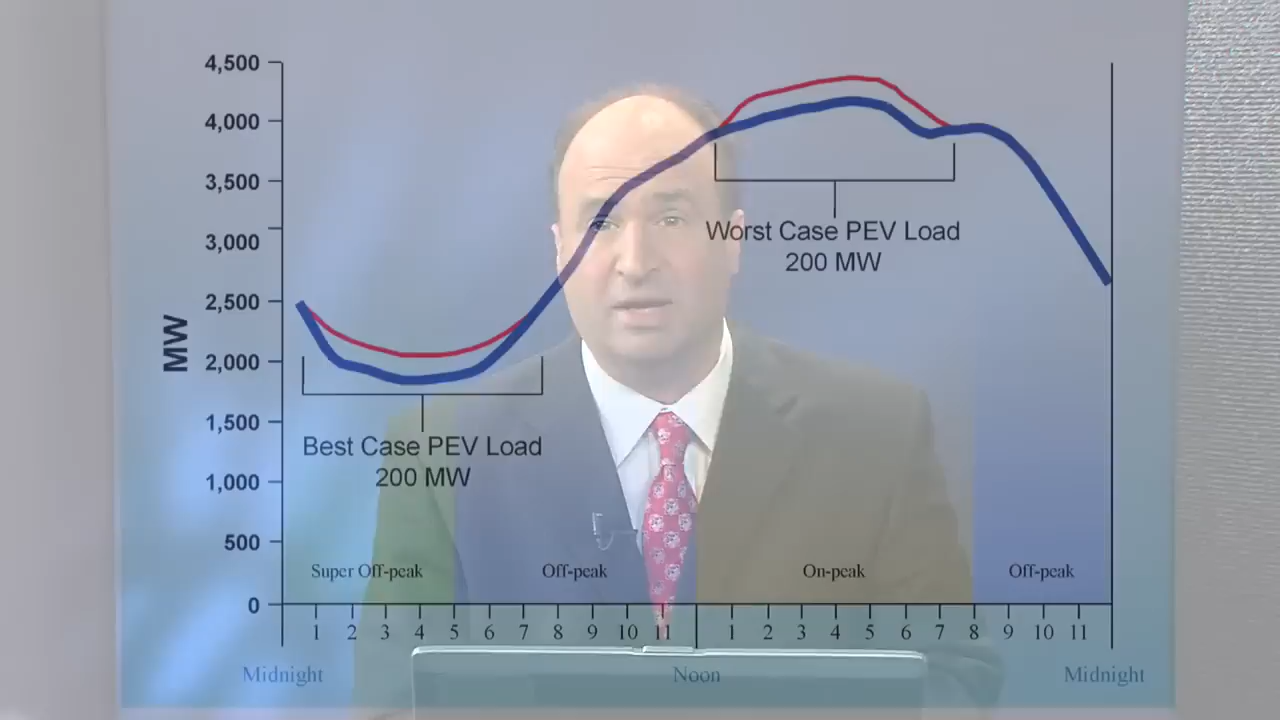 4,500
4,000
3,500
3,000
2,500
2,000
1,500
1,000
500
0
MW
Worst Case PEV Load
200 MW
Best Case PEV Load
200 MW
Super Off-peak Off-peak On-peak Off-peak
1 2 3 4 5 6 7 8 9 10 11 1 2 3 4 5 6 7 8 9 10 11
Midnight Noon Midnight